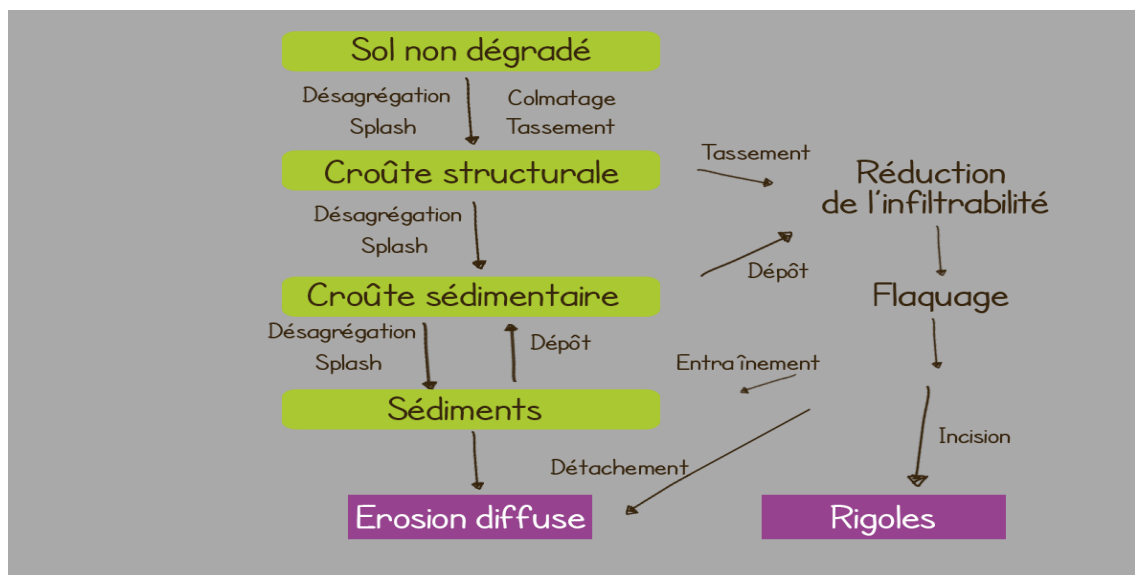 Sol non dégradé
Désagrégation
Splash
Colmatage
Tassement
Croûte structurale
Tassement
Réduction
de l'infiltrabilité
Désagrégation
Splash
Dépôt
Croûte sédimentaire
Flaquage
Désagrégation
Splash
Dépôt
Entraînement
Sédiments
Incision
Détachement
Erosion diffuse
Rigoles